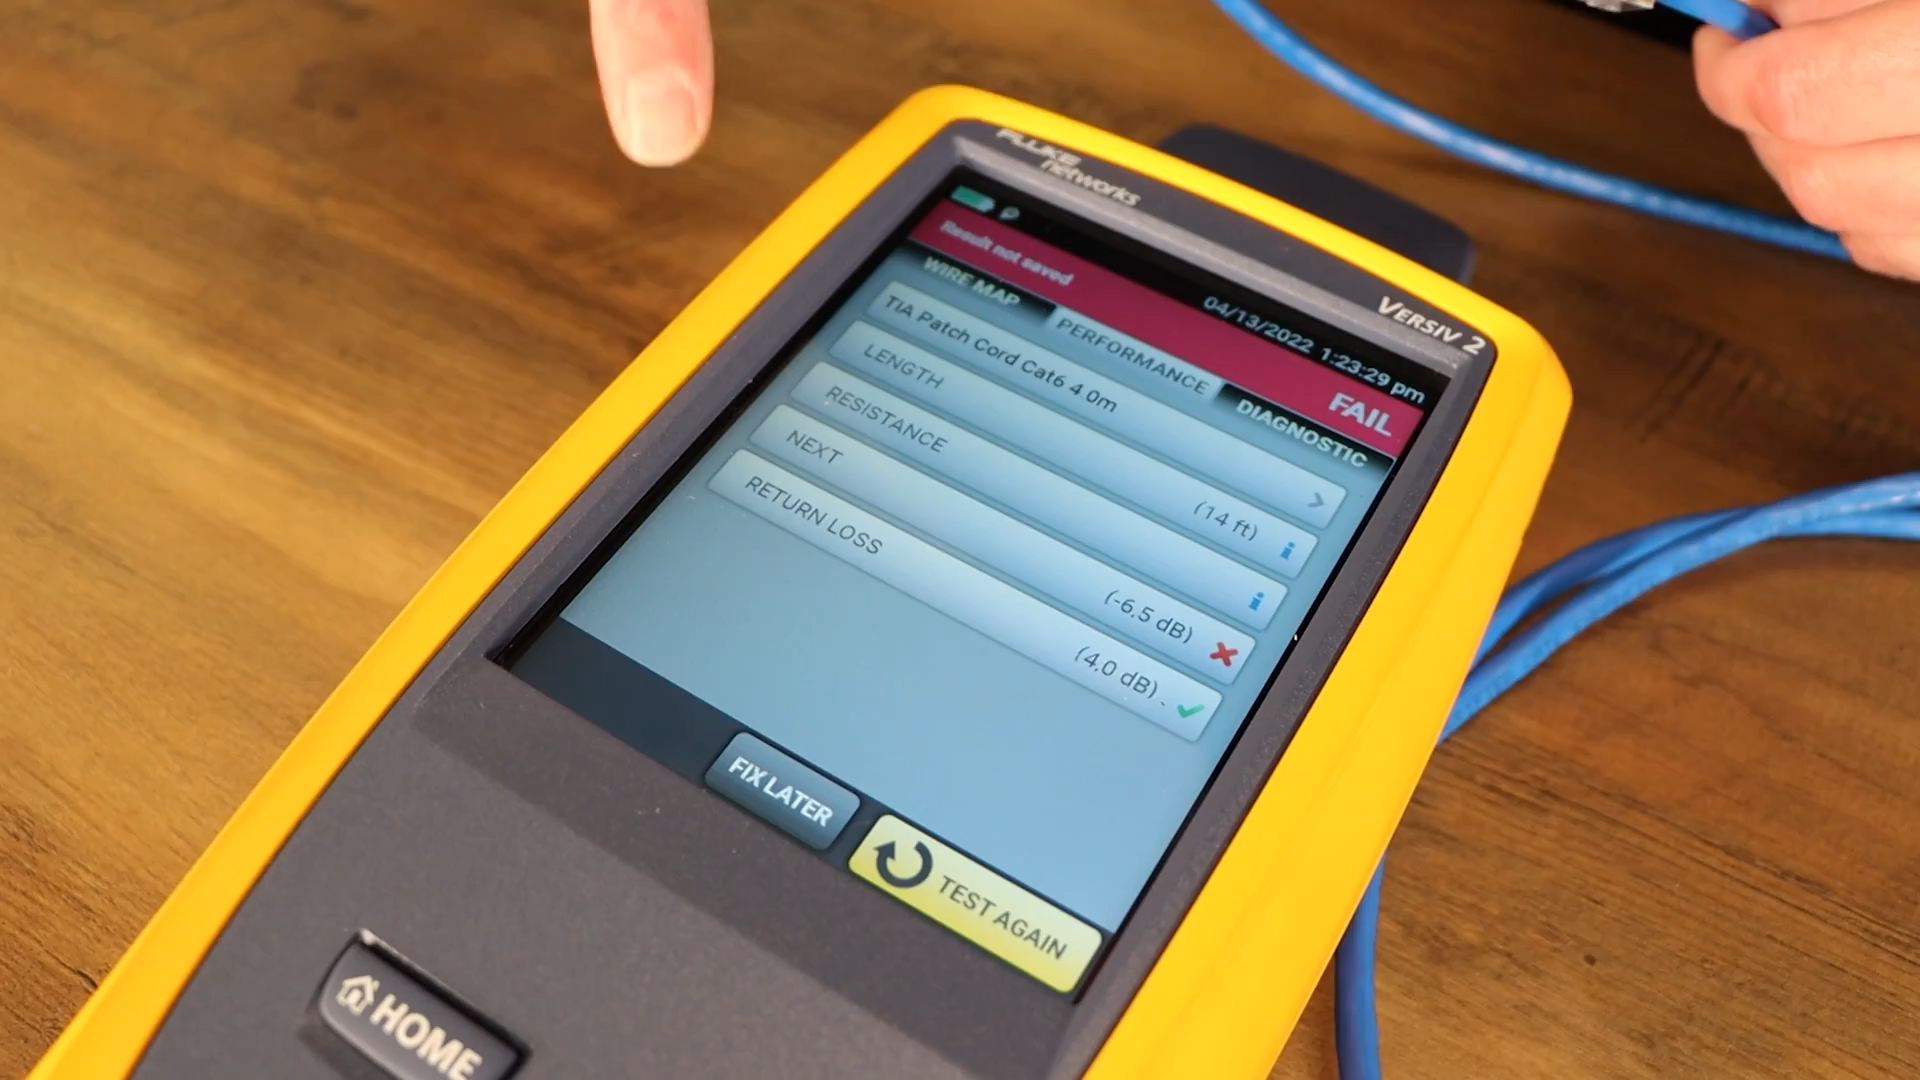 FLUKE
networks
VERSIV 2
04/13/2022 1:23:29 pm
Result not saved
FAIL
WIRE MAP
PERFORMANCE
DIAGNOSTIC
TIA Patch Cord Cat6 4.0m
LENGTH (14 ft) i
RESISTANCE i
NEXT (-6.5 dB)
RETURN LOSS (4.0 dB)
FIX LATER
TEST AGAIN
HOME